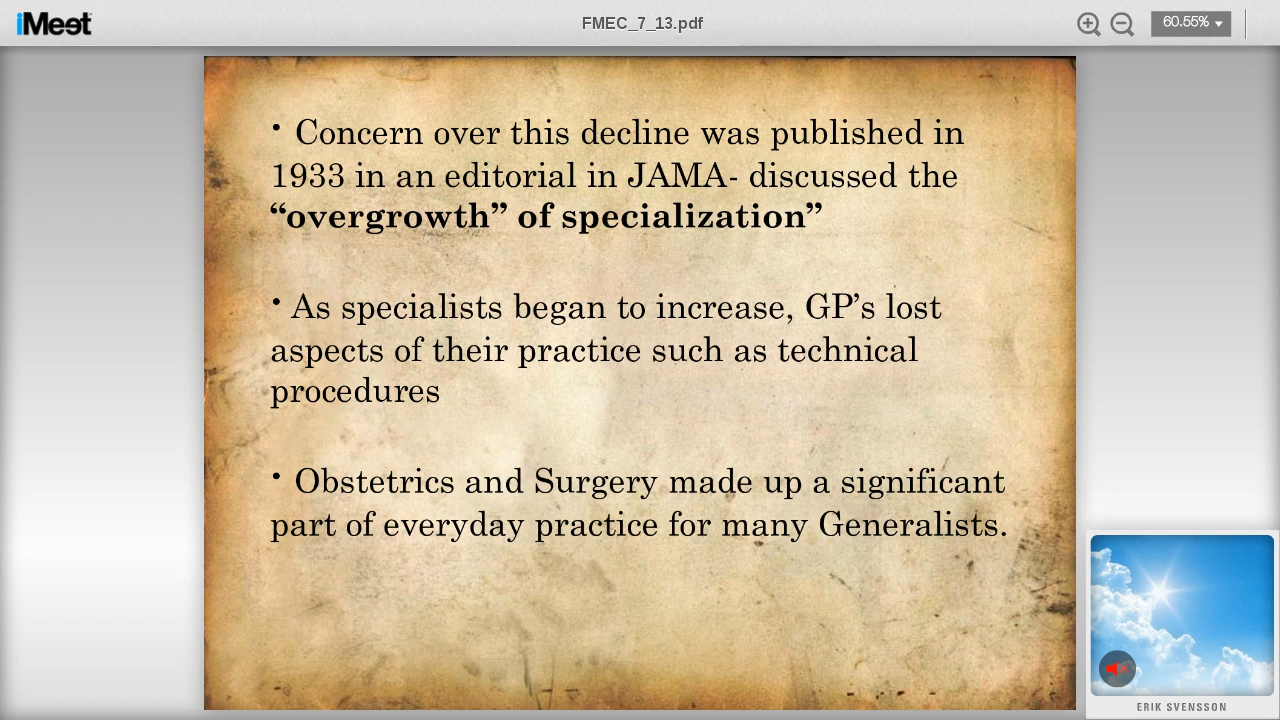 iMeet
FMEC_7_13.pdf
60.55%
• Concern over this decline was published in
1933 in an editorial in JAMA- discussed the
“overgrowth” of specialization”
• As specialists began to increase, GP’s lost
aspects of their practice such as technical
procedures
• Obstetrics and Surgery made up a significant
part of everyday practice for many Generalists.
ERIK SVENSSON